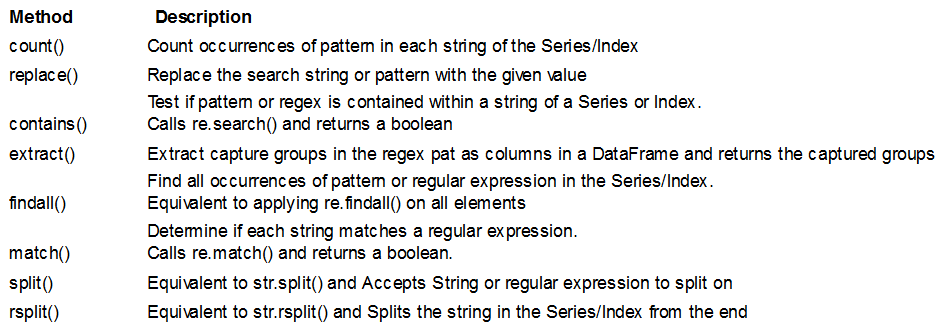 Method Description
count() Count occurrences of pattern in each string of the Series/Index
replace() Replace the search string or pattern with the given value
Test if pattern or regex is contained within a string of a Series or Index.
contains() Calls re.search() and returns a boolean
extract() Extract capture groups in the regex pat as columns in a DataFrame and returns the captured groups
Find all occurrences of pattern or regular expression in the Series/Index.
findall() Equivalent to applying re.findall() on all elements
Determine if each string matches a regular expression.
match() Calls re.match() and returns a boolean.
split() Equivalent to str.split() and Accepts String or regular expression to split on
rsplit() Equivalent to str.rsplit() and Splits the string in the Series/Index from the end